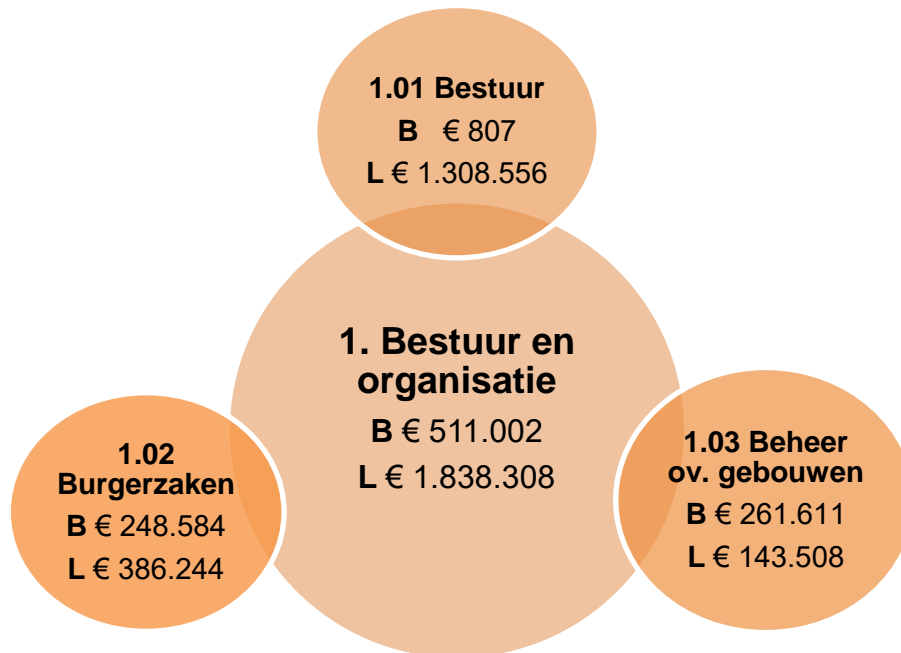 1.01 Bestuur
B € 807
L € 1.308.556
1. Bestuur en
organisatie
B € 511.002
L € 1.838.308
1.02
Burgerzaken
B € 248.584
L € 386.244
1.03 Beheer
ov. gebouwen
B € 261.611
L € 143.508